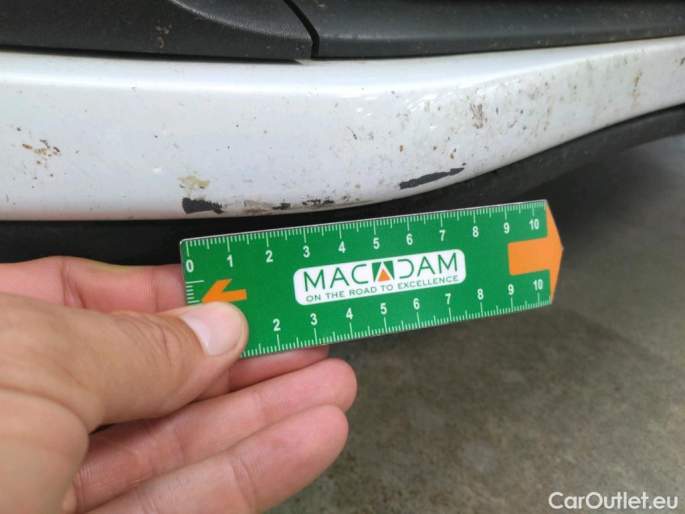 0 1 2 3 4 5 6 7 8 9 10
MACADAM
ON THE ROAD TO EXCELLENCE
2 3 4 5 6 7 8 9 10
CarOutlet.eu